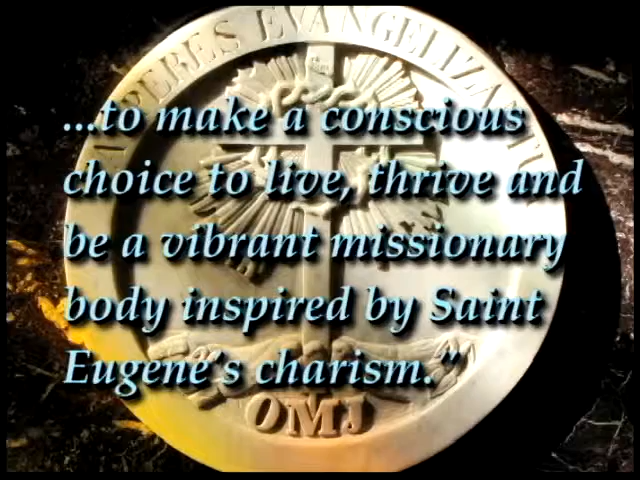 PAUPERES EVANGELIZANTUR
...to make a conscious
choice to live, thrive and
be a vibrant missionary
body inspired by Saint
Eugene's charism."
OMJ